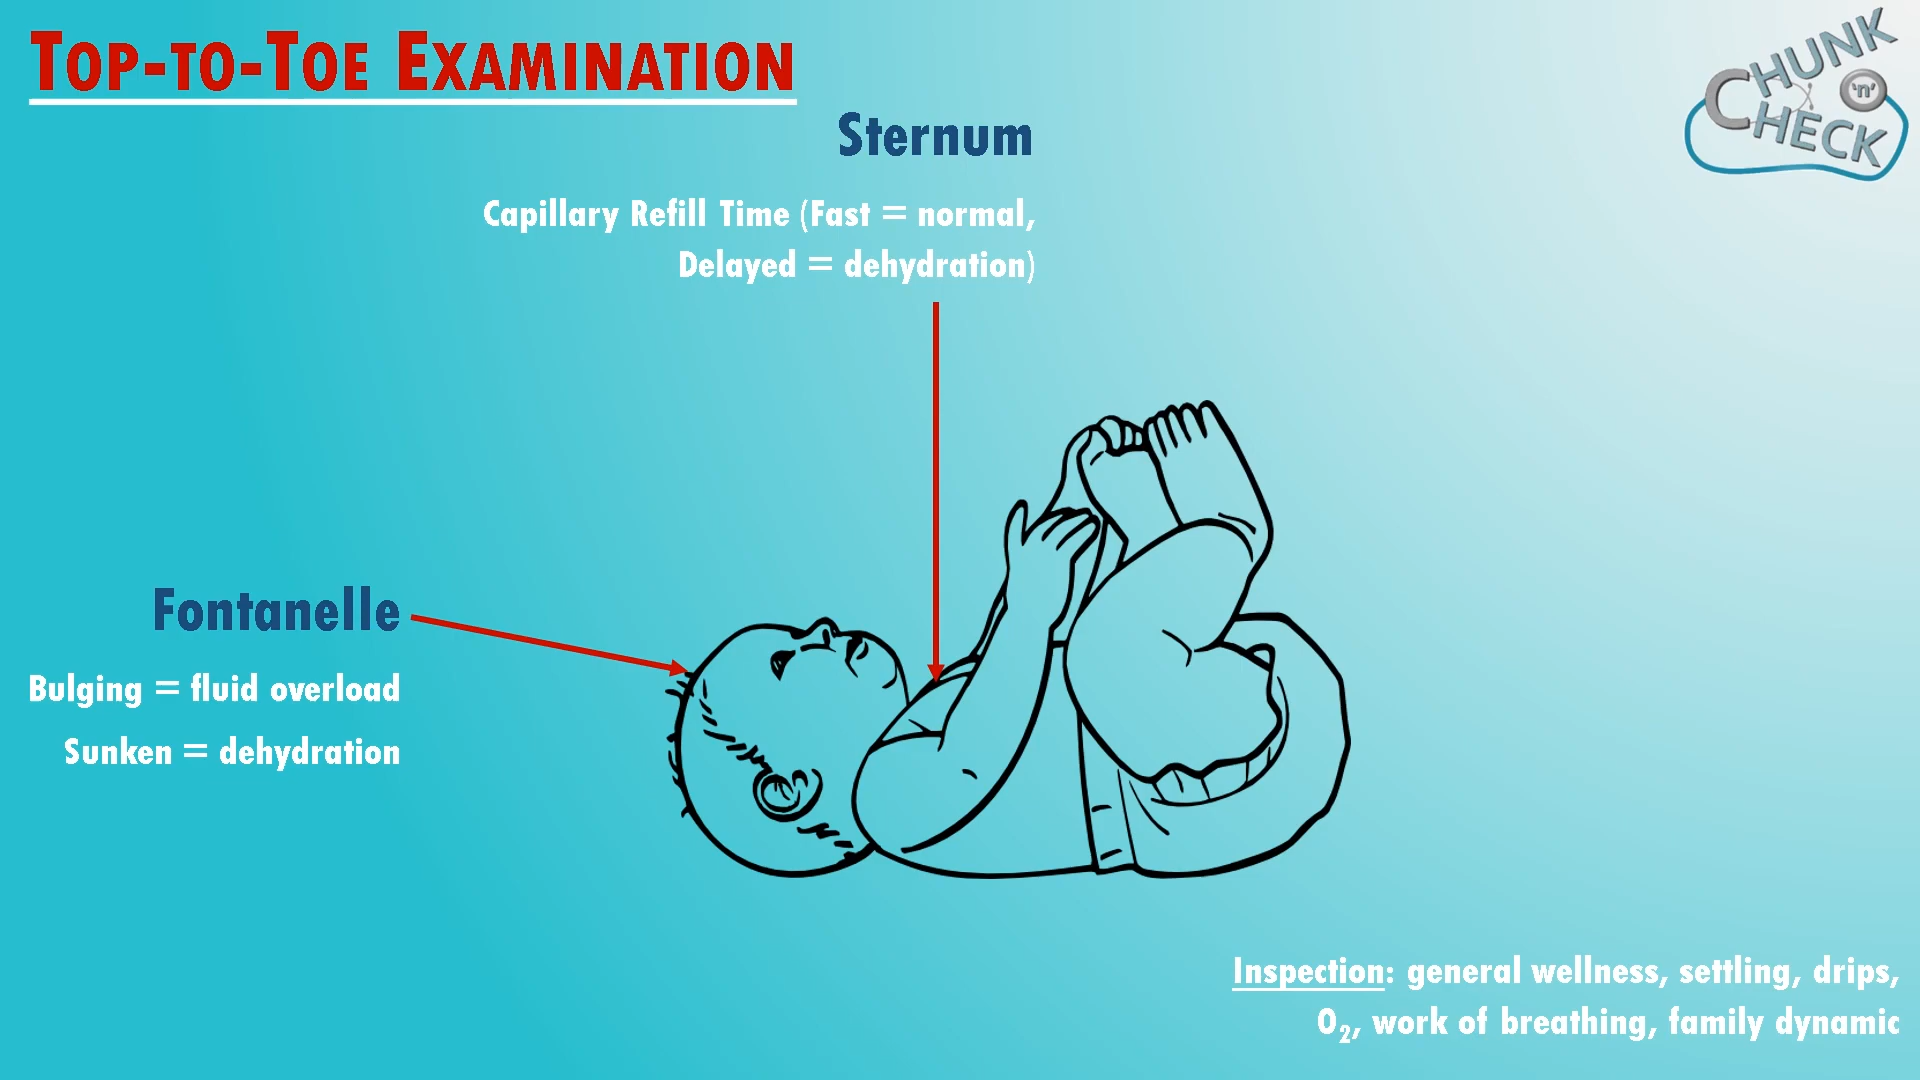 TOP-TO-TOE EXAMINATION
CHUNK
'n'
CHECK
Sternum
Capillary Refill Time (Fast = normal,
Delayed = dehydration)
Fontanelle
Bulging = fluid overload
Sunken = dehydration
Inspection: general wellness, settling, drips,
O₂, work of breathing, family dynamic